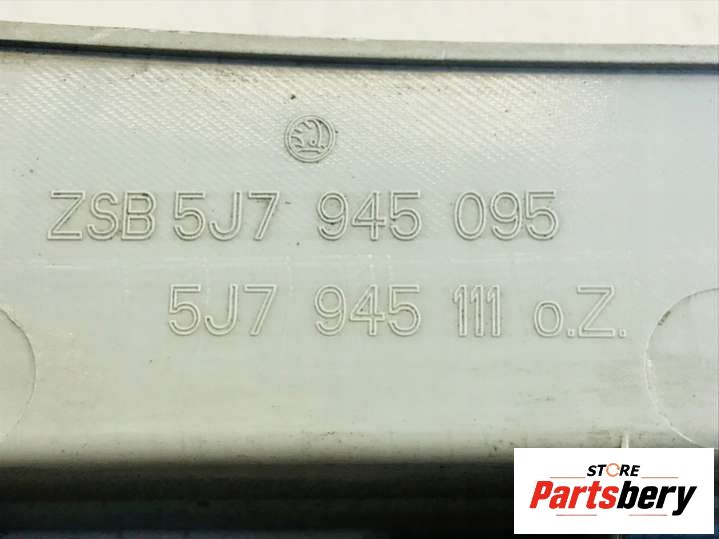 ZSB 5J7 945 095
5J7 945 111 o.Z.
STORE
Partsbery